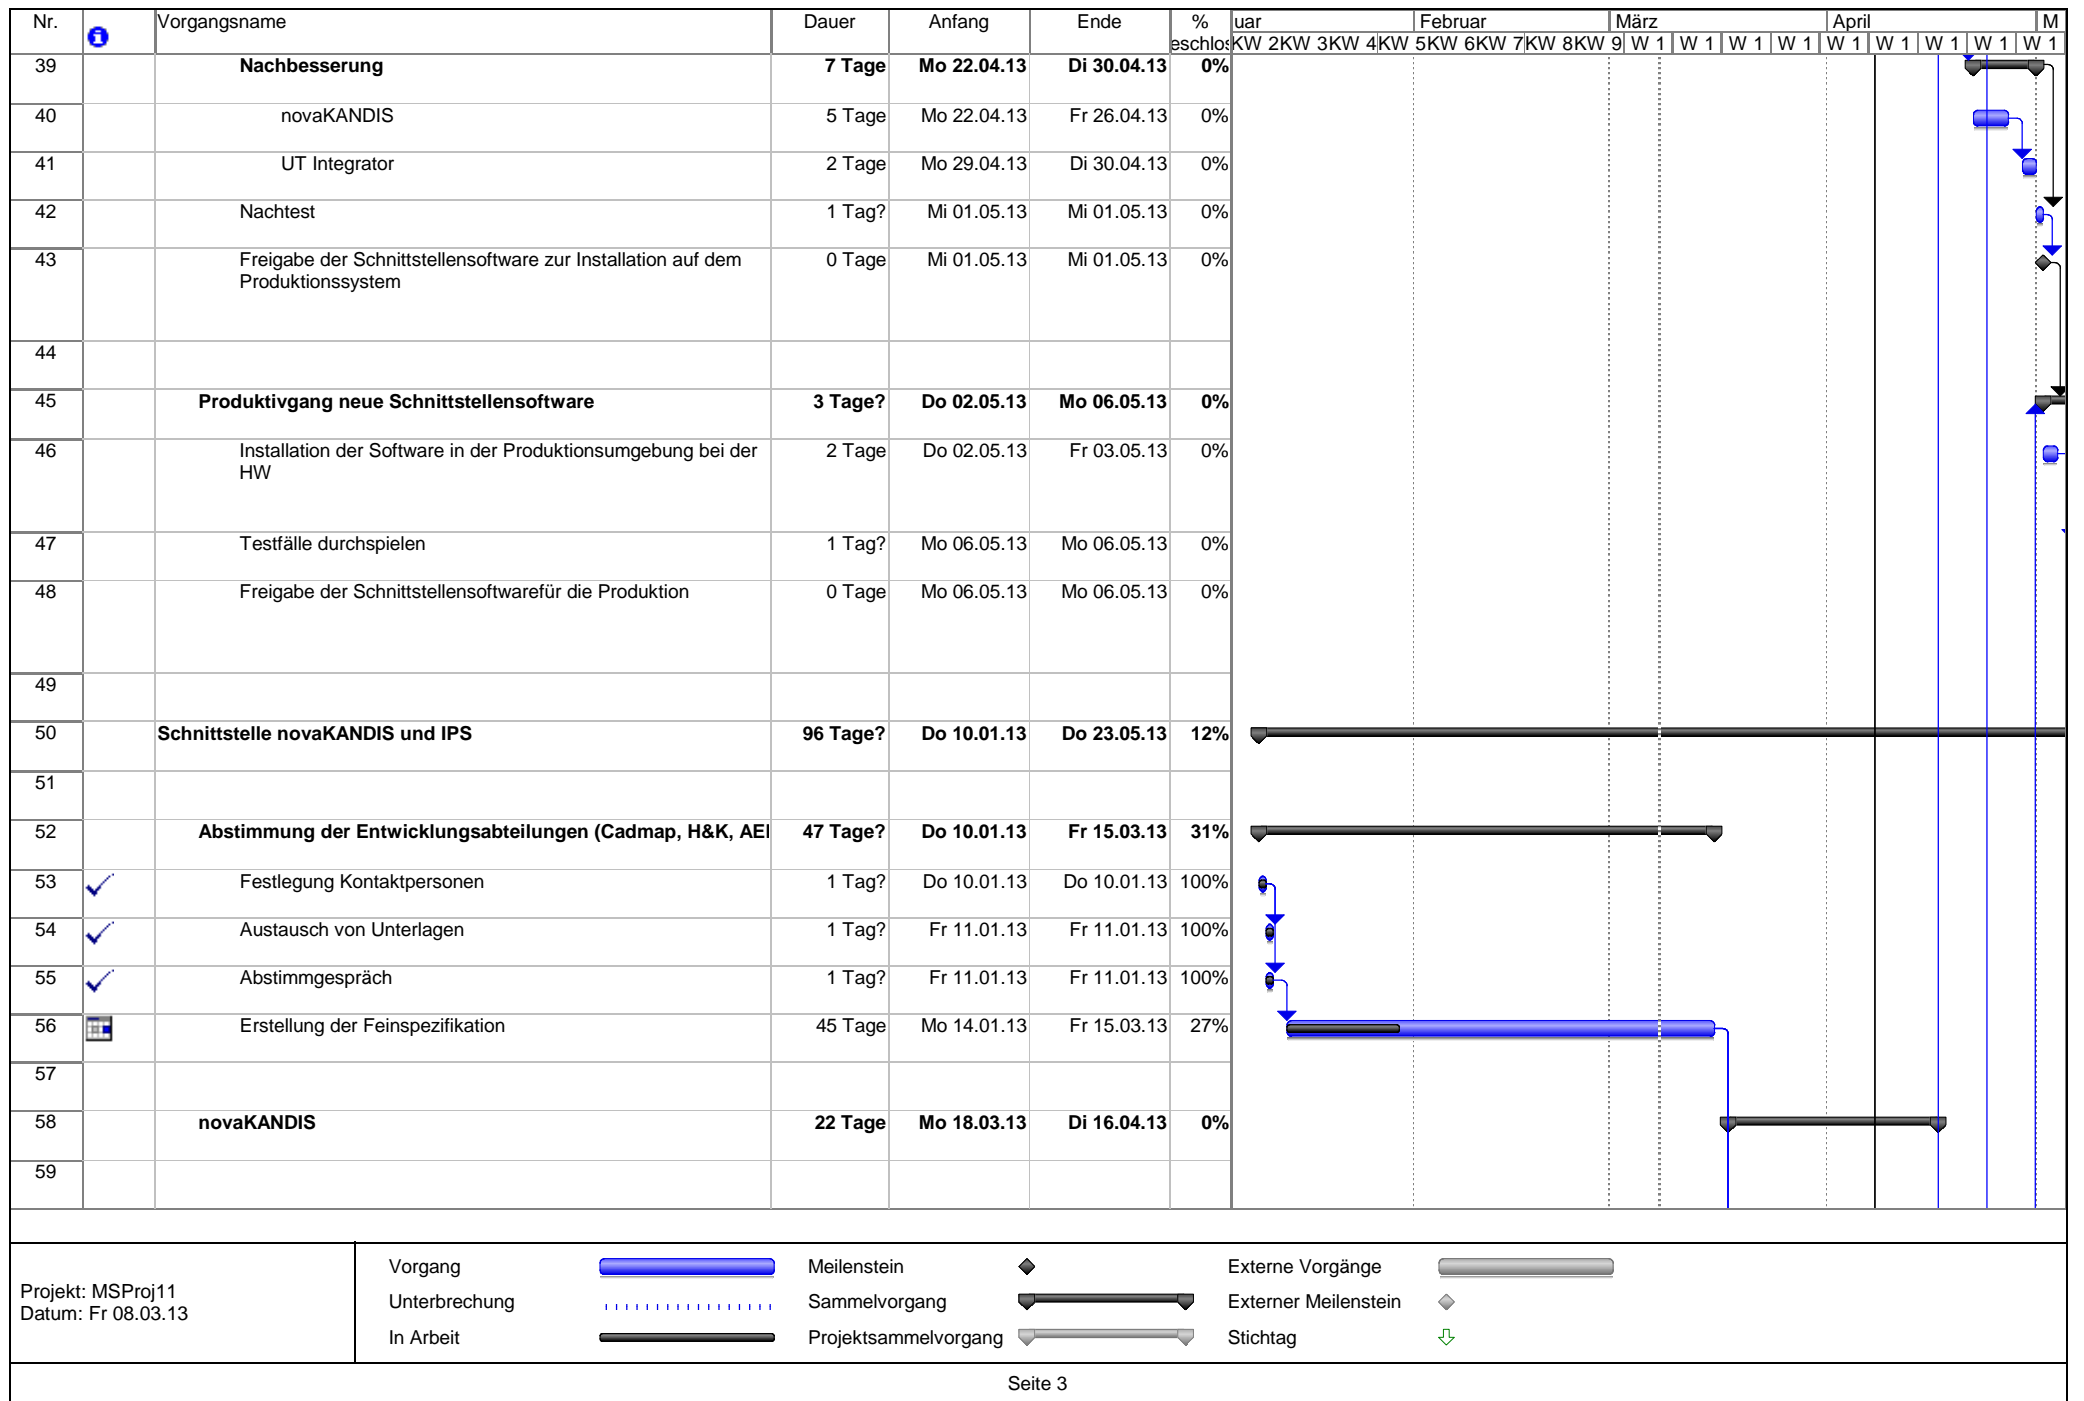 Nr. Vorgangsname Dauer Anfang Ende % uar Februar März April M
eschlos KW 2 KW 3 KW 4 KW 5 KW 6 KW 7 KW 8 KW 9 W 1 W 1 W 1 W 1 W 1 W 1 W 1 W 1 W 1
39 Nachbesserung 7 Tage Mo 22.04.13 Di 30.04.13 0%
40 novaKANDIS 5 Tage Mo 22.04.13 Fr 26.04.13 0%
41 UT Integrator 2 Tage Mo 29.04.13 Di 30.04.13 0%
42 Nachtest 1 Tag? Mi 01.05.13 Mi 01.05.13 0%
43 Freigabe der Schnittstellensoftware zur Installation auf dem 0 Tage Mi 01.05.13 Mi 01.05.13 0%
Produktionssystem
44
45 Produktivgang neue Schnittstellensoftware 3 Tage? Do 02.05.13 Mo 06.05.13 0%
46 Installation der Software in der Produktionsumgebung bei der 2 Tage Do 02.05.13 Fr 03.05.13 0%
HW
47 Testfälle durchspielen 1 Tag? Mo 06.05.13 Mo 06.05.13 0%
48 Freigabe der Schnittstellensoftwarefür die Produktion 0 Tage Mo 06.05.13 Mo 06.05.13 0%
49
50 Schnittstelle novaKANDIS und IPS 96 Tage? Do 10.01.13 Do 23.05.13 12%
51
52 Abstimmung der Entwicklungsabteilungen (Cadmap, H&K, AEI 47 Tage? Do 10.01.13 Fr 15.03.13 31%
53 Festlegung Kontaktpersonen 1 Tag? Do 10.01.13 Do 10.01.13 100%
54 Austausch von Unterlagen 1 Tag? Fr 11.01.13 Fr 11.01.13 100%
55 Abstimmgespräch 1 Tag? Fr 11.01.13 Fr 11.01.13 100%
56 Erstellung der Feinspezifikation 45 Tage Mo 14.01.13 Fr 15.03.13 27%
57
58 novaKANDIS 22 Tage Mo 18.03.13 Di 16.04.13 0%
59
Projekt: MSProj11
Datum: Fr 08.03.13
Vorgang Meilenstein Externe Vorgänge
Unterbrechung Sammelvorgang Externer Meilenstein
In Arbeit Projektsammelvorgang Stichtag
Seite 3